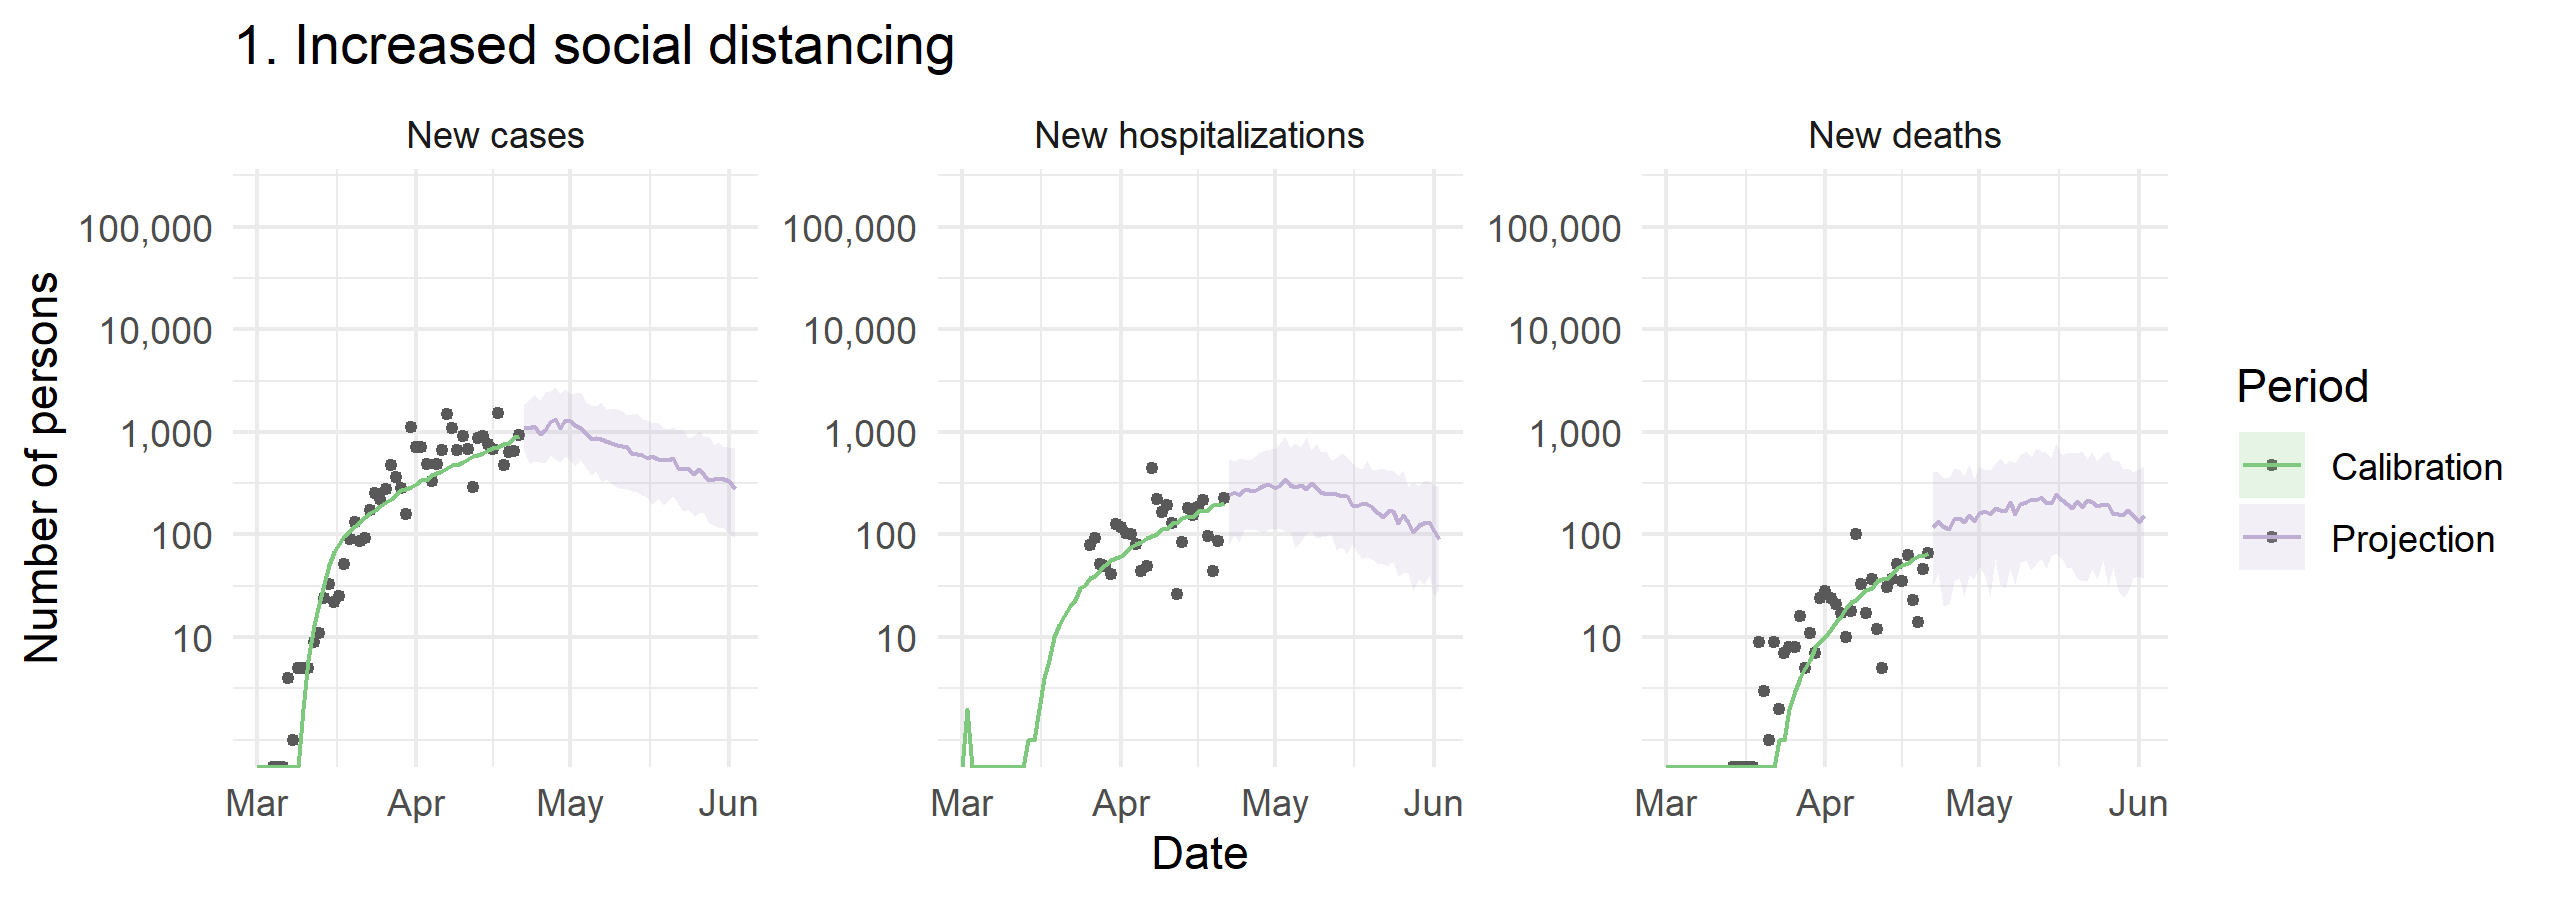 1. Increased social distancing
New cases
New hospitalizations
New deaths
Number of persons
100,000
10,000
1,000
100
10
100,000
10,000
1,000
100
10
100,000
10,000
1,000
100
10
Mar Apr May Jun
Mar Apr May Jun
Mar Apr May Jun
Date
Period
Calibration
Projection